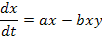 dx/dt = ax − bxy